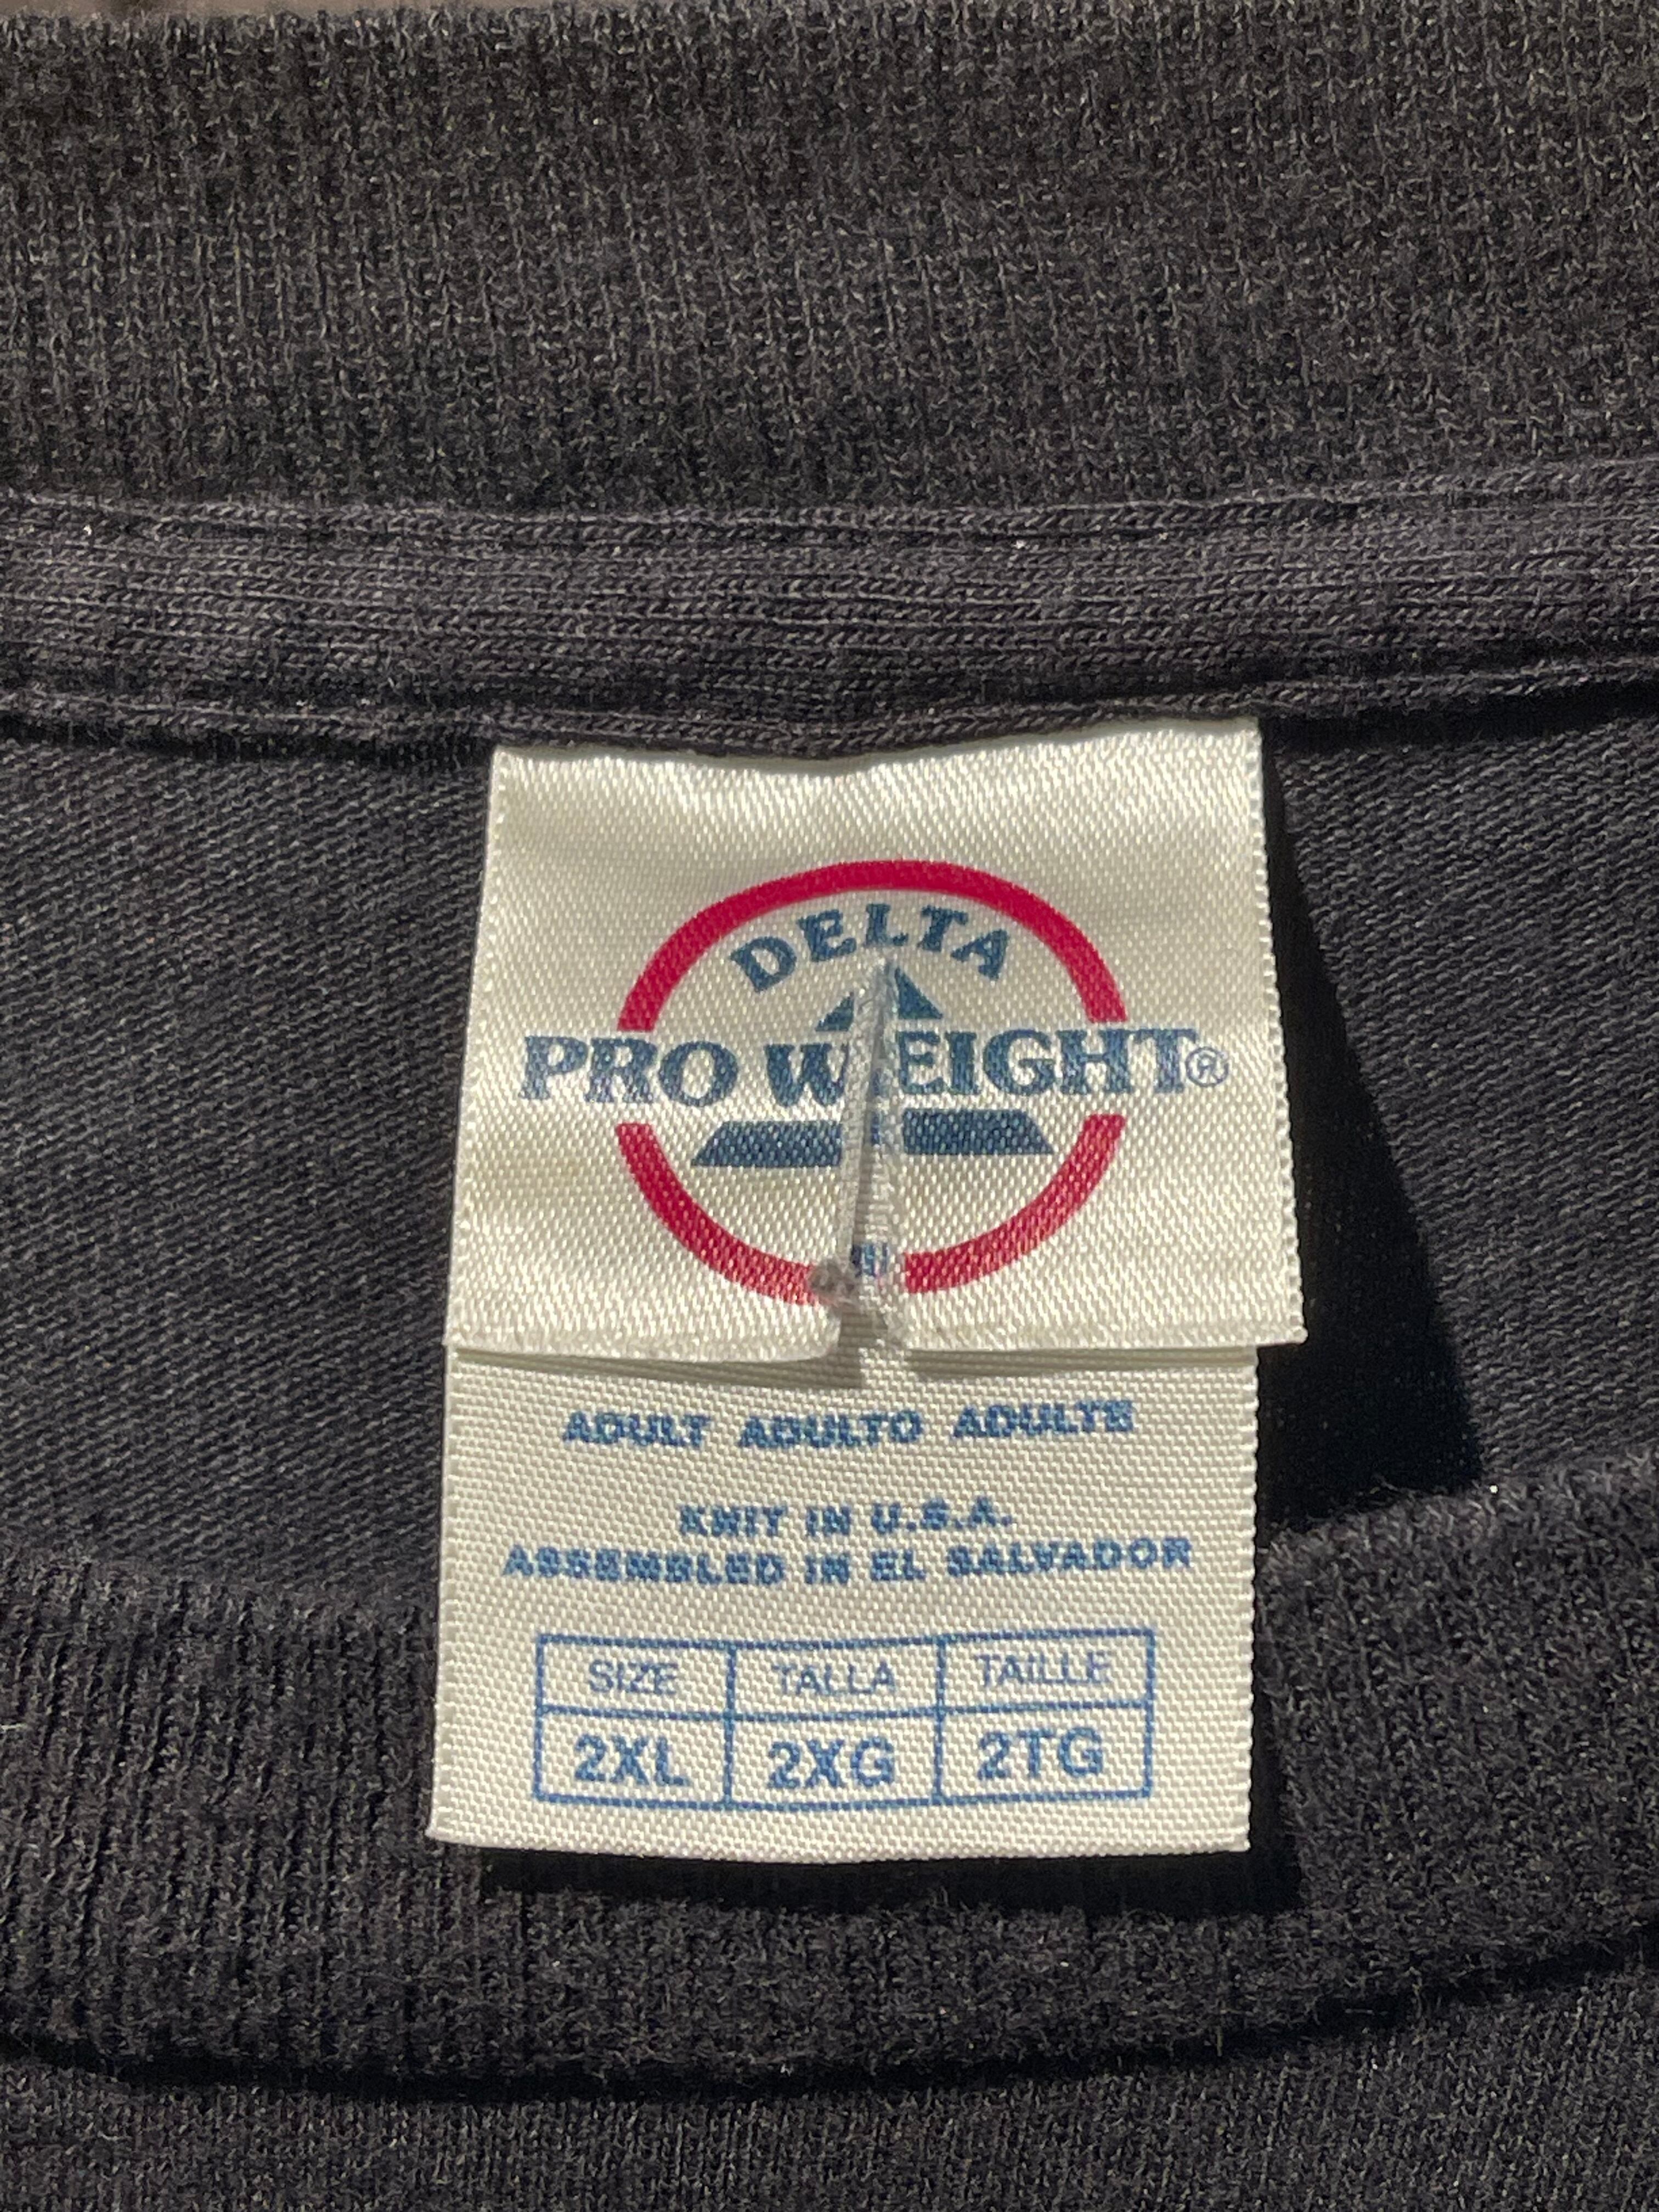 DELTA
PRO WEIGHT®
ADULT ADULTO ADULTE
KNIT IN U.S.A.
ASSEMBLED IN EL SALVADOR
SIZE TALLA TAILLE
2XL 2XG 2TG